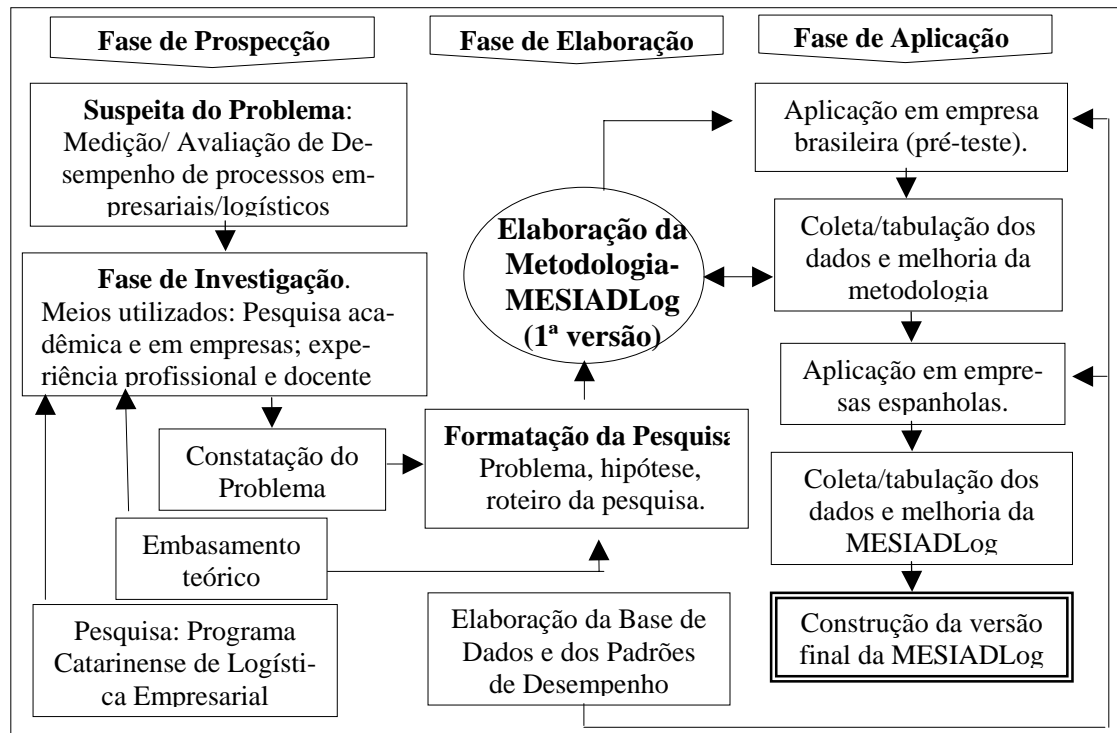 Fase de Prospecção
Fase de Elaboração
Fase de Aplicação
Suspeita do Problema:
Medição/ Avaliação de De-
sempenho de processos em-
presariais/logísticos
Fase de Investigação.
Meios utilizados: Pesquisa aca-
dêmica e em empresas; expe-
riência profissional e docente
Constatação do
Problema
Embasamento
teórico
Pesquisa: Programa
Catarinense de Logísti-
ca Empresarial
Elaboração da
Metodologia-
MESIADLog
(1ª versão)
Formatação da Pesquisa
Problema, hipótese,
roteiro da pesquisa.
Elaboração da Base de
Dados e dos Padrões
de Desempenho
Aplicação em empresa
brasileira (pré-teste).
Coleta/tabulação dos
dados e melhoria da
metodologia
Aplicação em empre-
sas espanholas.
Coleta/tabulação dos
dados e melhoria da
MESIADLog
Construção da versão
final da MESIADLog